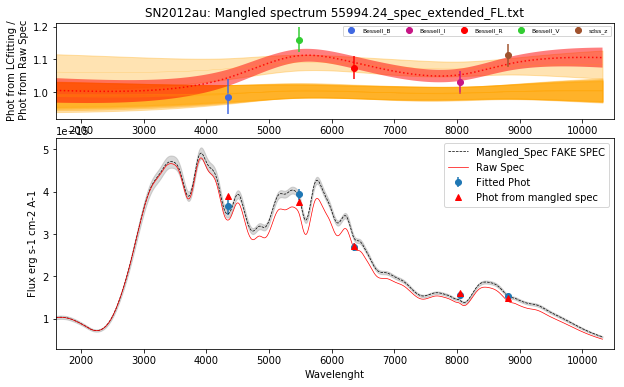 SN2012au: Mangled spectrum 55994.24_spec_extended_FL.txt
Phot from LCfitting /
Phot from Raw Spec
1.2
1.1
1.0
Bessell_B
Bessell_I
Bessell_R
Bessell_V
sdss_z
2000 3000 4000 5000 6000 7000 8000 9000 10000
Flux erg s-1 cm-2 A-1
5
4
3
2
1
Mangled_Spec FAKE SPEC
Raw Spec
Fitted Phot
Phot from mangled spec
2000 3000 4000 5000 6000 7000 8000 9000 10000
Wavelenght